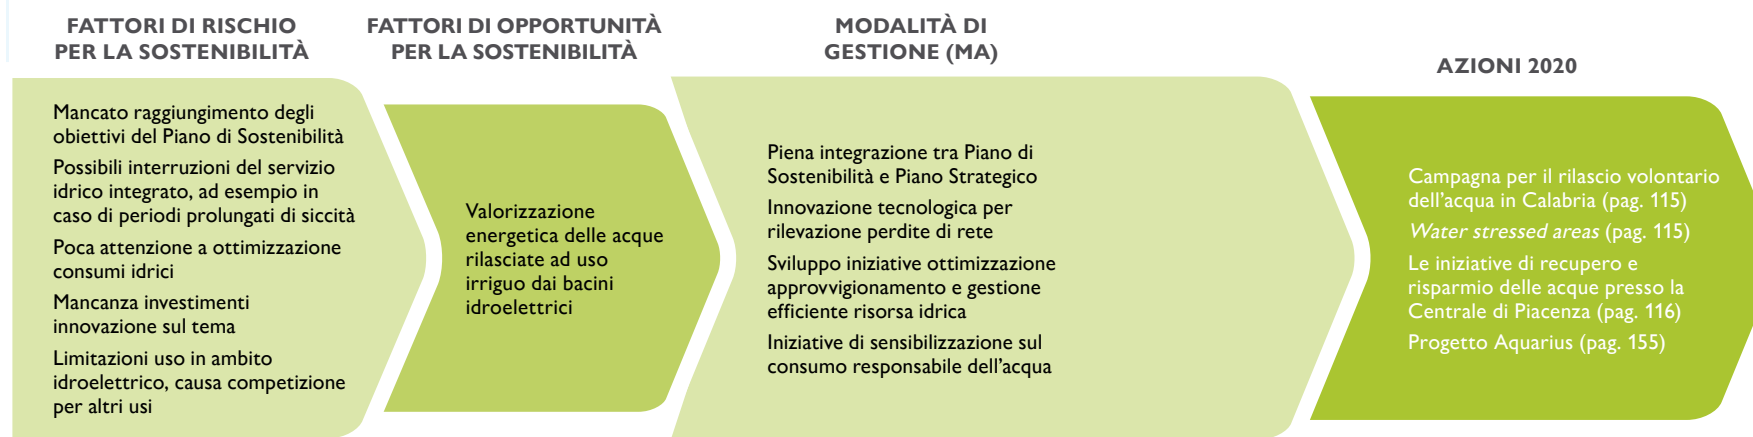 FATTORI DI RISCHIO
PER LA SOSTENIBILITÀ
Mancato raggiungimento degli
obiettivi del Piano di Sostenibilità
Possibili interruzioni del servizio
idrico integrato, ad esempio in
caso di periodi prolungati di siccità
Poca attenzione a ottimizzazione
consumi idrici
Mancanza investimenti
innovazione sul tema
Limitazioni uso in ambito
idroelettrico, causa competizione
per altri usi
FATTORI DI OPPORTUNITÀ
PER LA SOSTENIBILITÀ
Valorizzazione
energetica delle acque
rilasciate ad uso
irriguo dai bacini
idroelettrici
MODALITÀ DI
GESTIONE (MA)
Piena integrazione tra Piano di
Sostenibilità e Piano Strategico
Innovazione tecnologica per
rilevazione perdite di rete
Sviluppo iniziative ottimizzazione
approvvigionamento e gestione
efficiente risorsa idrica
Iniziative di sensibilizzazione sul
consumo responsabile dell'acqua
AZIONI 2020
Campagna per il rilascio volontario
dell'acqua in Calabria (pag. 115)
Water stressed areas (pag. 115)
Le iniziative di recupero e
risparmio delle acque presso la
Centrale di Piacenza (pag. 116)
Progetto Aquarius (pag. 155)